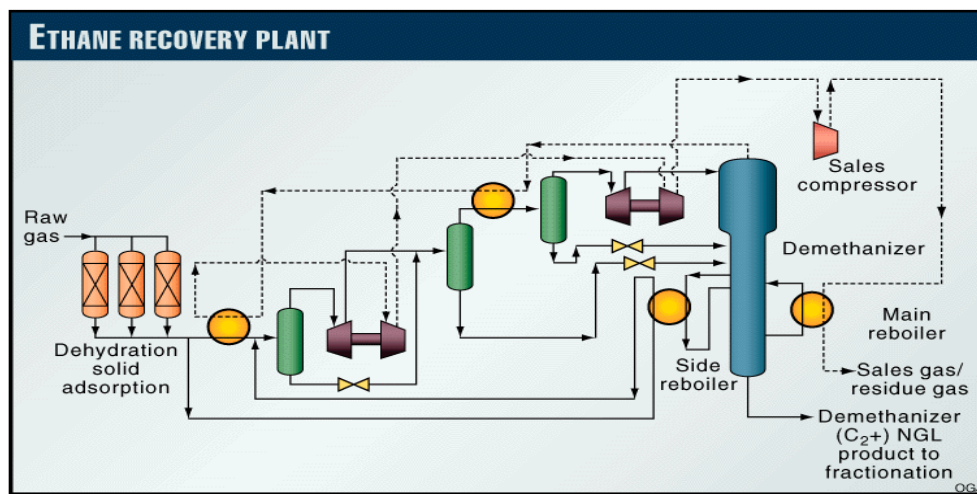 ETHANE RECOVERY PLANT
Sales
compressor
Raw
gas
Demethanizer
Main
reboiler
Dehydration
solid
adsorption
Side
reboiler
Sales gas/
residue gas
Demethanizer
(C₂+) NGL
product to
fractionation